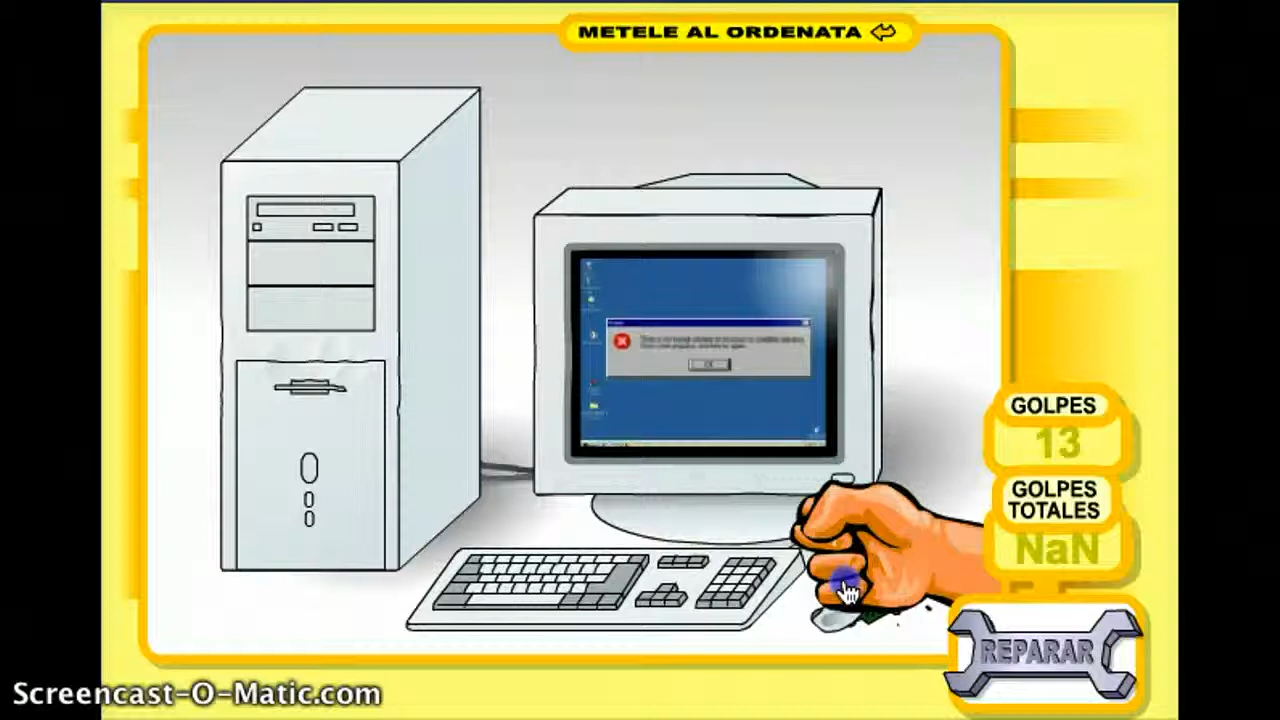 METELE AL ORDENATA
GOLPES
13
GOLPES
TOTALES
NaN
REPARAR
Screencast-O-Matic.com